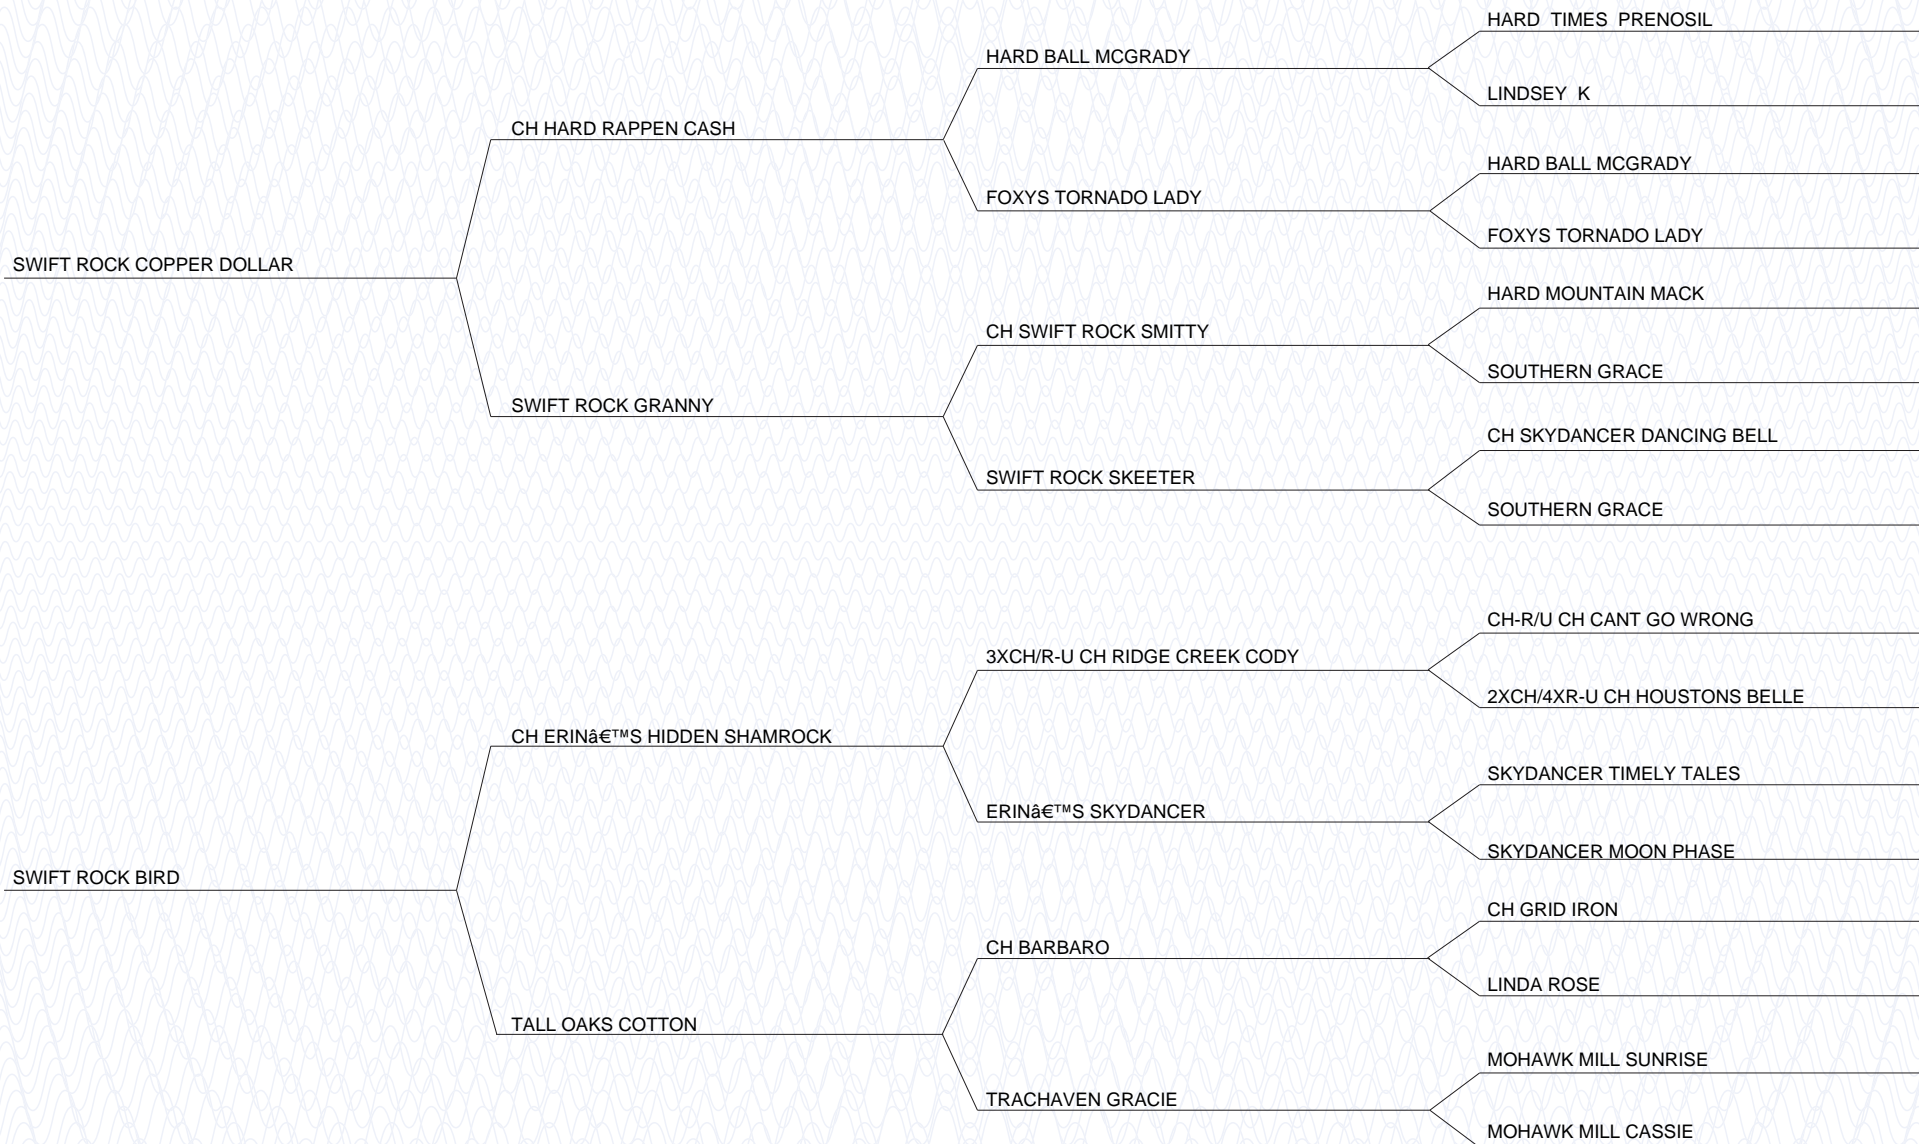 HARD TIMES PRENOSIL
HARD BALL MCGRADY
LINDSEY K
CH HARD RAPPEN CASH
HARD BALL MCGRADY
FOXYS TORNADO LADY
FOXYS TORNADO LADY
SWIFT ROCK COPPER DOLLAR
HARD MOUNTAIN MACK
CH SWIFT ROCK SMITTY
SOUTHERN GRACE
SWIFT ROCK GRANNY
CH SKYDANCER DANCING BELL
SWIFT ROCK SKEETER
SOUTHERN GRACE
CH-R/U CH CANT GO WRONG
3XCH/R-U CH RIDGE CREEK CODY
2XCH/4XR-U CH HOUSTONS BELLE
CH ERIN’S HIDDEN SHAMROCK
SKYDANCER TIMELY TALES
ERIN’S SKYDANCER
SKYDANCER MOON PHASE
SWIFT ROCK BIRD
CH GRID IRON
CH BARBARO
LINDA ROSE
TALL OAKS COTTON
MOHAWK MILL SUNRISE
TRACHAVEN GRACIE
MOHAWK MILL CASSIE